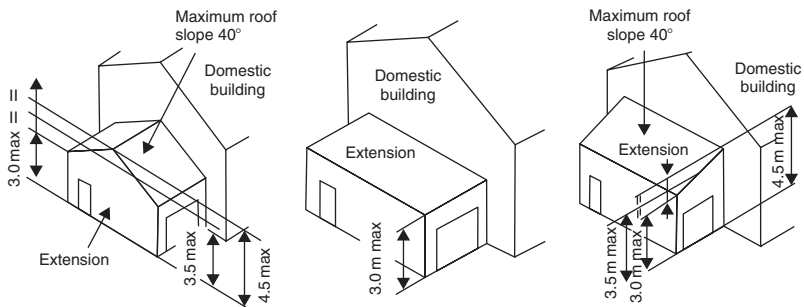 Maximum roof
slope 40°
Domestic
building
=
=
3.0 max
Extension
3.5 max
4.5 max
Domestic
building
Extension
3.0 m max
Maximum roof
slope 40°
Domestic
building
Extension
=
=
4.5 m max
3.5 m max
3.0 m max